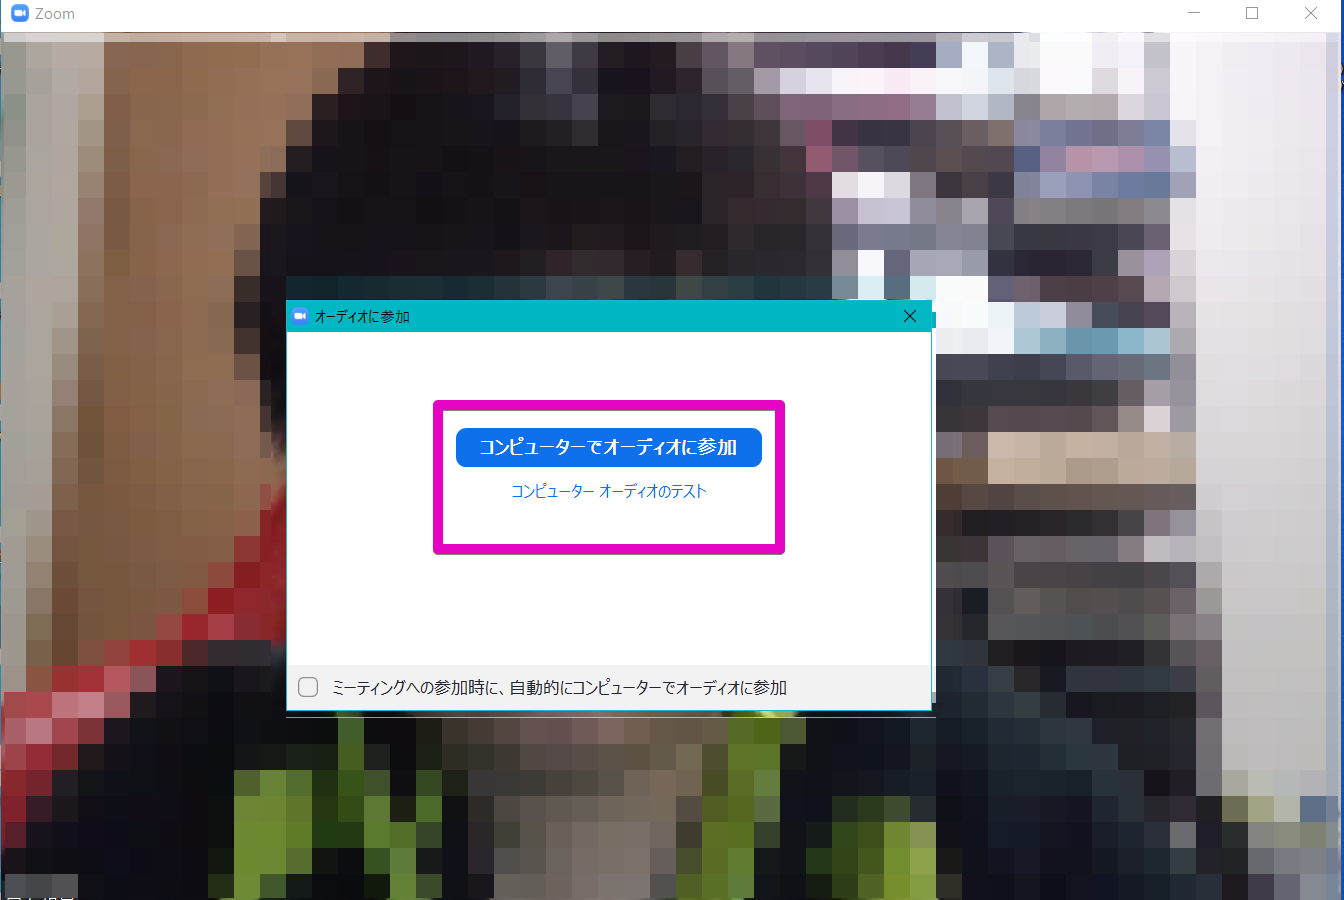 Zoom
オーディオに参加
コンピューターでオーディオに参加
コンピューター オーディオのテスト
ミーティングへの参加時に、自動的にコンピューターでオーディオに参加